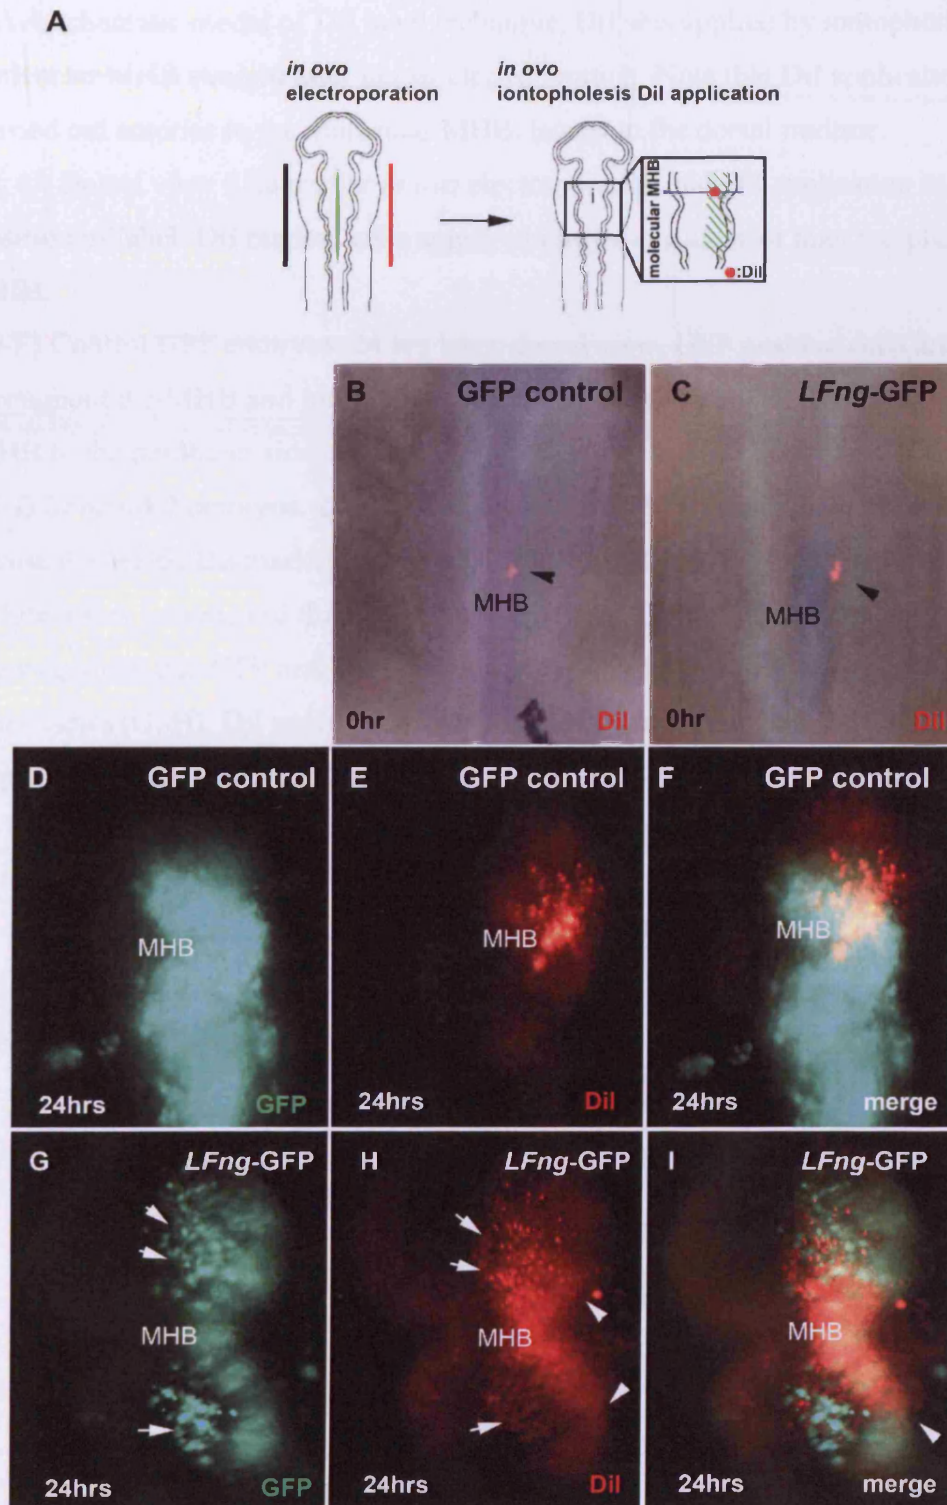 A
in ovo
electroporation
in ovo
iontopholesis DiI application
molecular MHB
:DiI
B GFP control
MHB
0hr DiI
C LFng-GFP
MHB
0hr DiI
D GFP control
MHB
24hrs GFP
E GFP control
MHB
24hrs DiI
F GFP control
MHB
24hrs merge
G LFng-GFP
MHB
24hrs GFP
H LFng-GFP
MHB
24hrs DiI
I LFng-GFP
MHB
24hrs merge